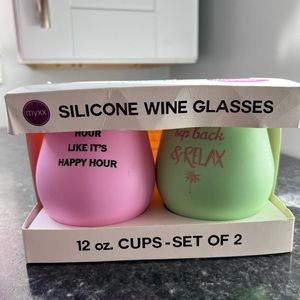 myxx
SILICONE WINE GLASSES
HOUR
LIKE IT'S
HAPPY HOUR
sip back
& RELAX
12 oz. CUPS - SET OF 2